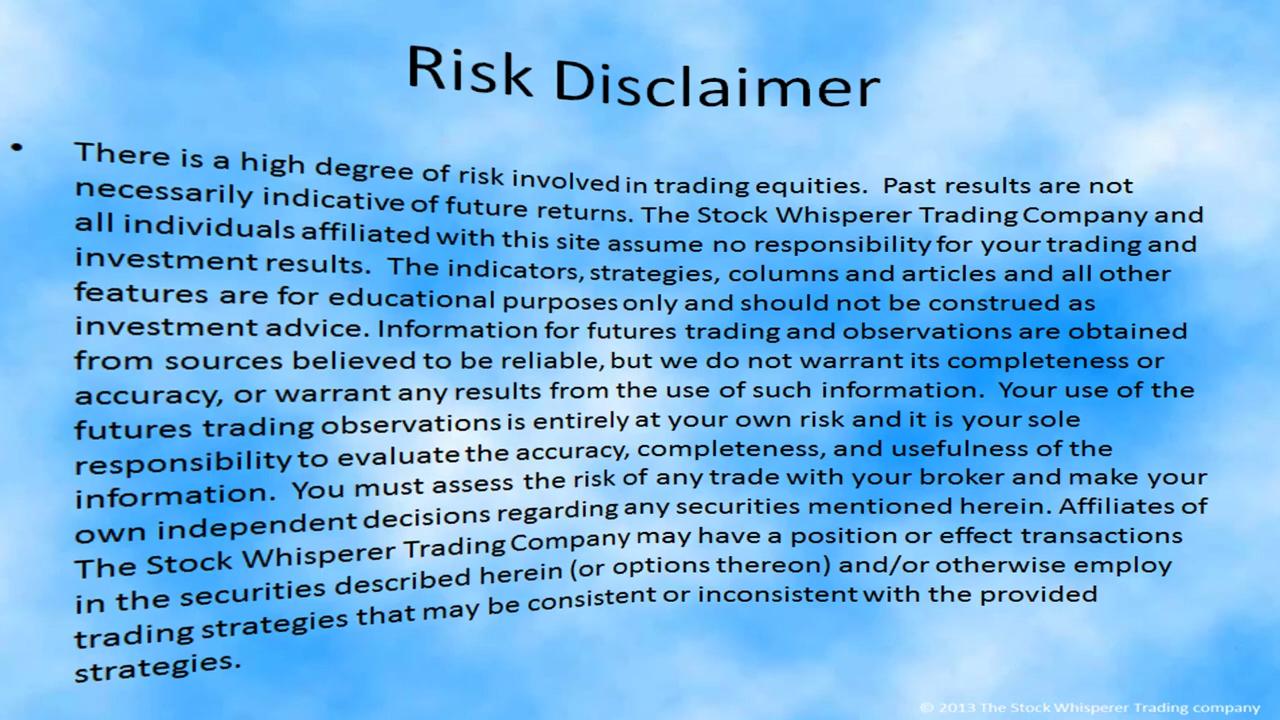 Risk Disclaimer
• There is a high degree of risk involved in trading equities. Past results are not
necessarily indicative of future returns. The Stock Whisperer Trading Company and
all individuals affiliated with this site assume no responsibility for your trading and
investment results. The indicators, strategies, columns and articles and all other
features are for educational purposes only and should not be construed as
investment advice. Information for futures trading and observations are obtained
from sources believed to be reliable, but we do not warrant its completeness or
accuracy, or warrant any results from the use of such information. Your use of the
futures trading observations is entirely at your own risk and it is your sole
responsibility to evaluate the accuracy, completeness, and usefulness of the
information. You must assess the risk of any trade with your broker and make your
own independent decisions regarding any securities mentioned herein. Affiliates of
The Stock Whisperer Trading Company may have a position or effect transactions
in the securities described herein (or options thereon) and/or otherwise employ
trading strategies that may be consistent or inconsistent with the provided
strategies.
© 2013 The Stock Whisperer Trading company